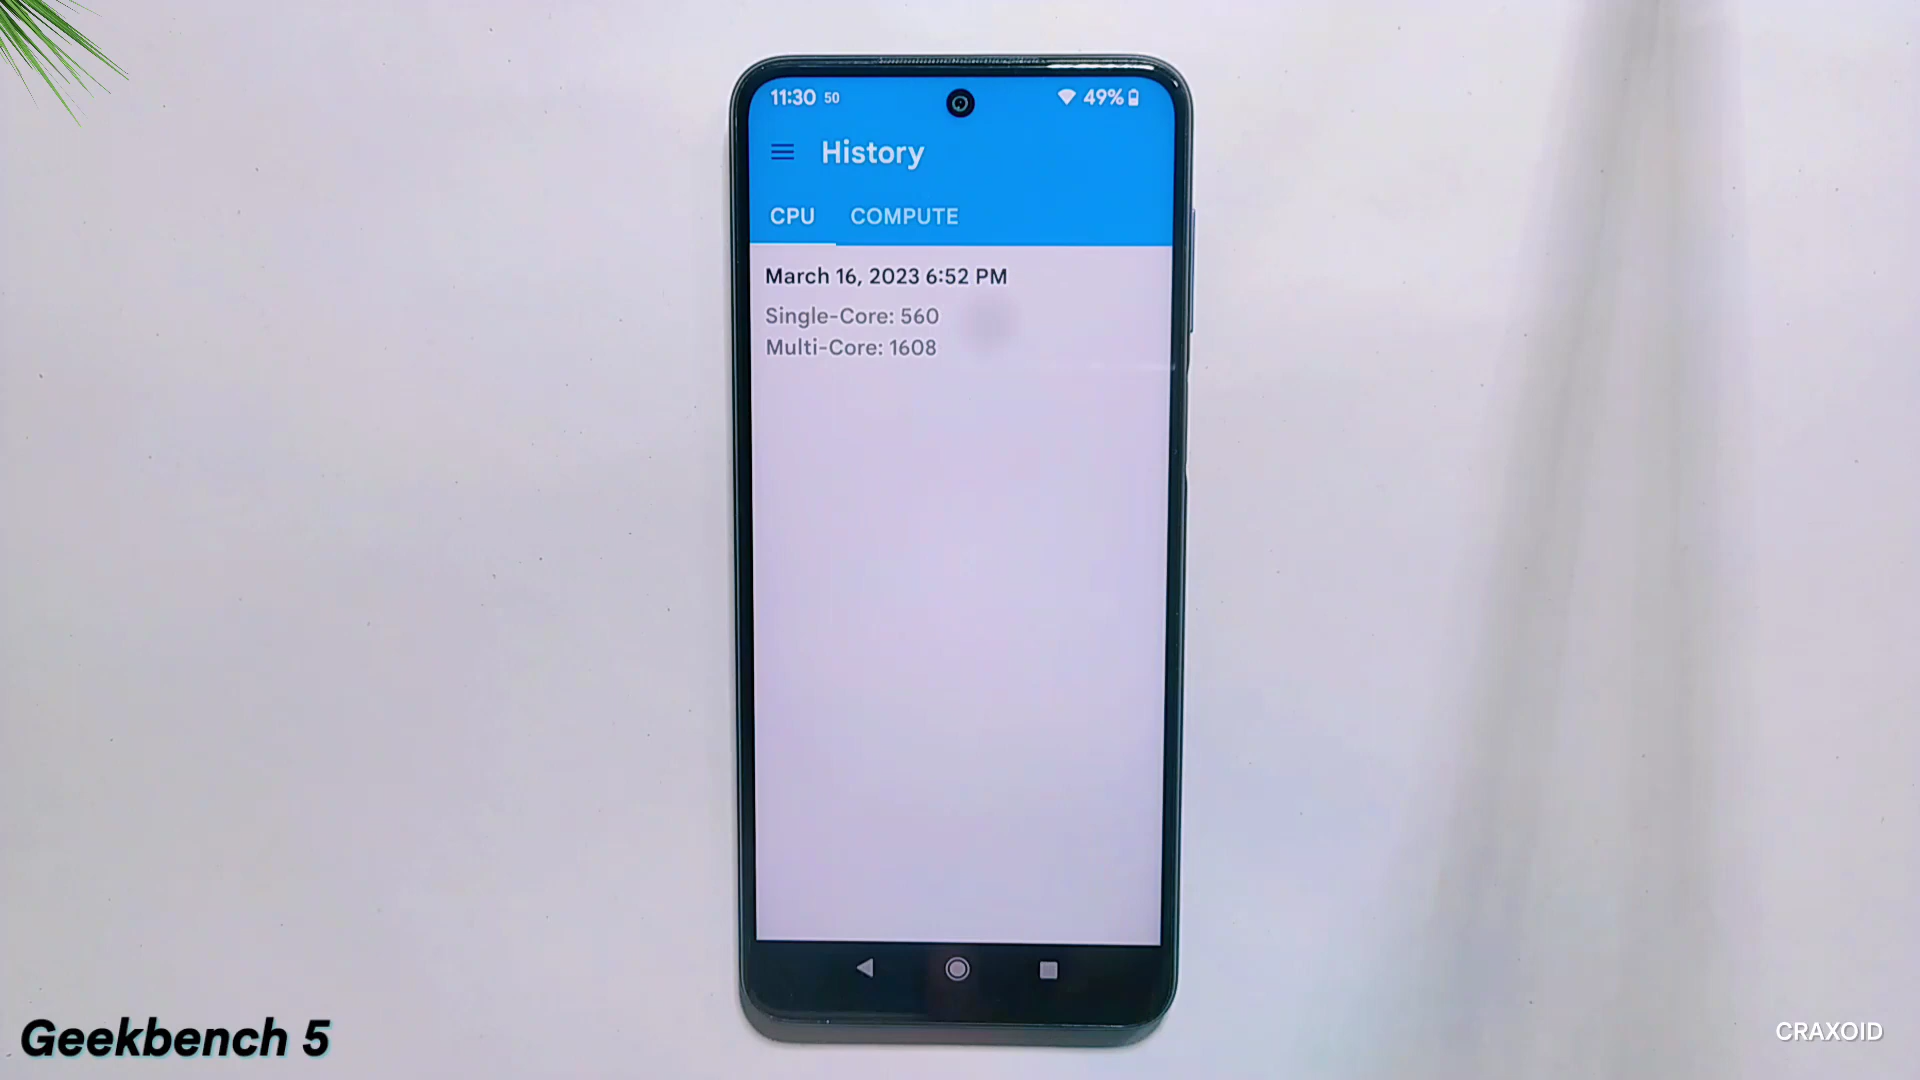 11:30 50 49%
History
CPU COMPUTE
March 16, 2023 6:52 PM
Single-Core: 560
Multi-Core: 1608
Geekbench 5
CRAXOID